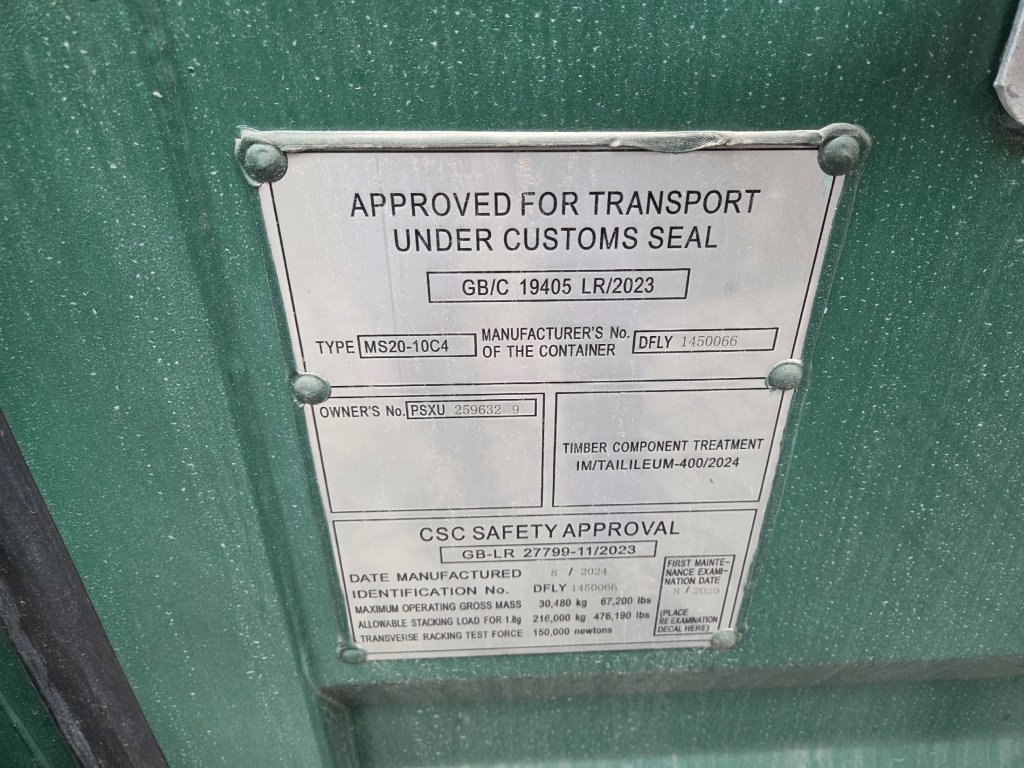 APPROVED FOR TRANSPORT
UNDER CUSTOMS SEAL
GB/C 19405 LR/2023
TYPE MS20-10C4 MANUFACTURER'S No. OF THE CONTAINER DFLY 1450066
OWNER'S No. PSXU 259632 9
TIMBER COMPONENT TREATMENT
IM/TAILILEUM-400/2024
CSC SAFETY APPROVAL
GB-LR 27799-11/2023
DATE MANUFACTURED 8 / 2024
IDENTIFICATION No. DFLY 1450066
MAXIMUM OPERATING GROSS MASS 30,480 kg 67,200 lbs
ALLOWABLE STACKING LOAD FOR 1.8g 216,000 kg 476,190 lbs
TRANSVERSE RACKING TEST FORCE 150,000 newtons
FIRST MAINTE-
NANCE EXAMI-
NATION DATE
8 / 2029
(PLACE
RE EXAMINATION
DECAL HERE)